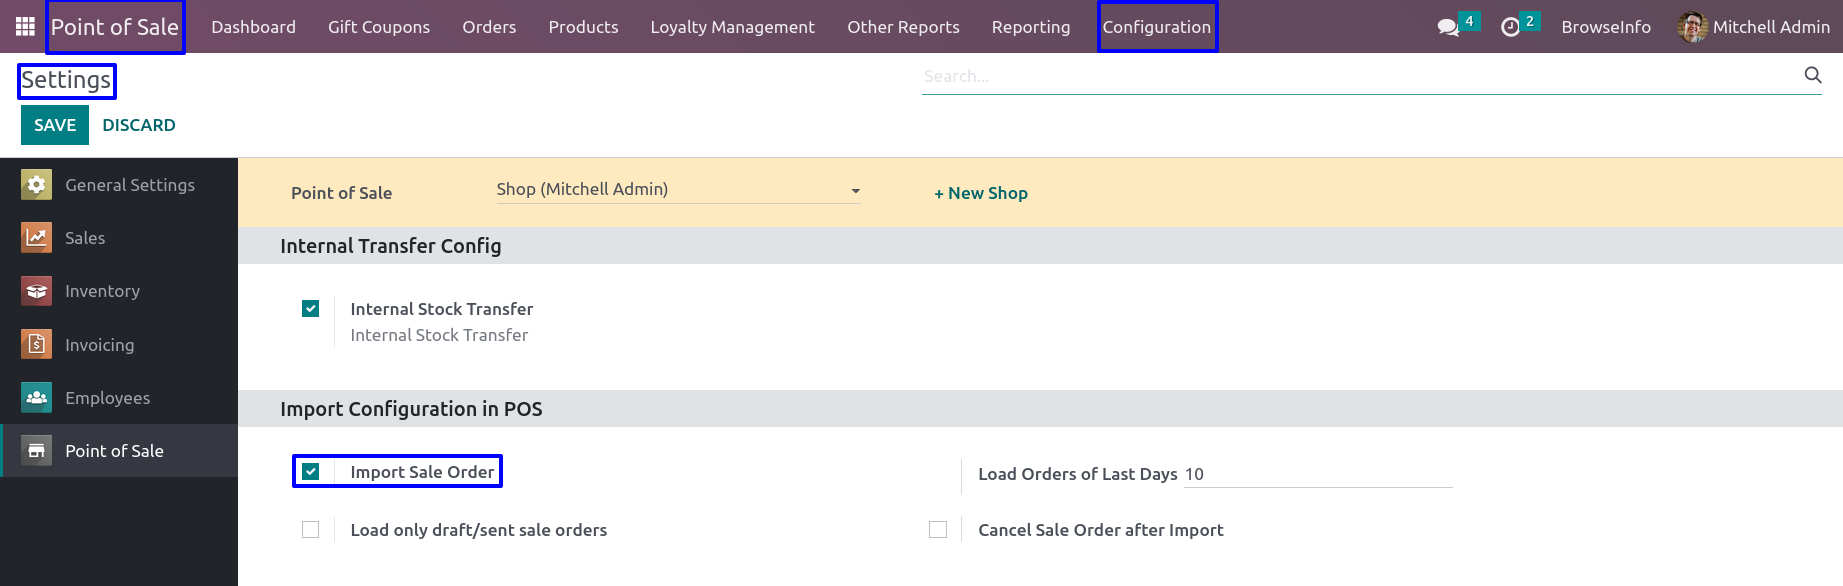 Point of Sale Dashboard Gift Coupons Orders Products Loyalty Management Other Reports Reporting Configuration 4 2 BrowseInfo Mitchell Admin
Settings Search...
SAVE DISCARD
General Settings
Sales
Inventory
Invoicing
Employees
Point of Sale
Point of Sale Shop (Mitchell Admin) + New Shop
Internal Transfer Config
Internal Stock Transfer
Internal Stock Transfer
Import Configuration in POS
Import Sale Order Load Orders of Last Days 10
Load only draft/sent sale orders Cancel Sale Order after Import